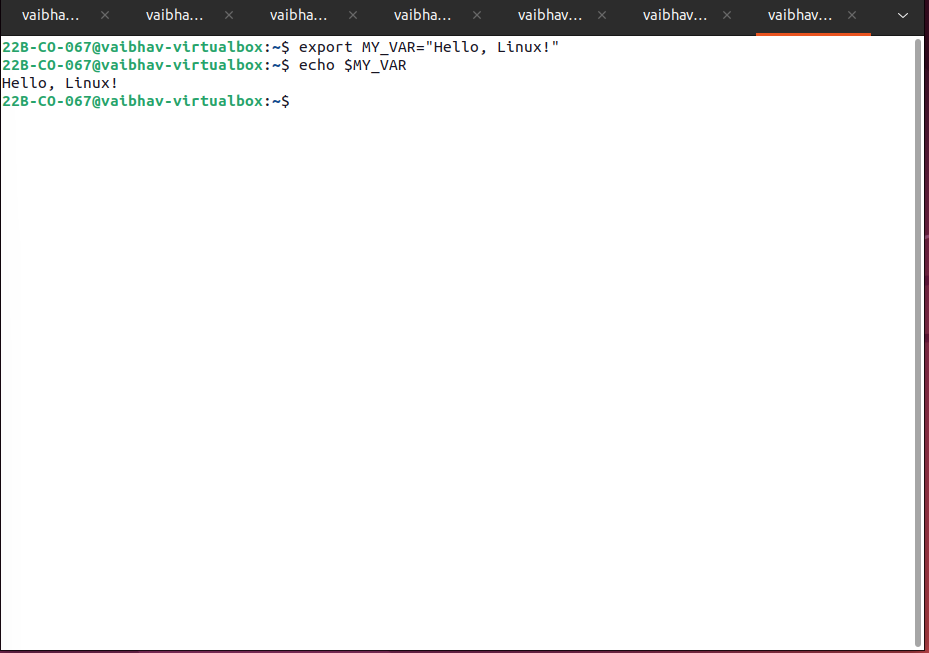 vaibha... vaibha... vaibha... vaibha... vaibhav... vaibhav... vaibhav...
22B-CO-067@vaibhav-virtualbox:~$ export MY_VAR="Hello, Linux!"
22B-CO-067@vaibhav-virtualbox:~$ echo $MY_VAR
Hello, Linux!
22B-CO-067@vaibhav-virtualbox:~$